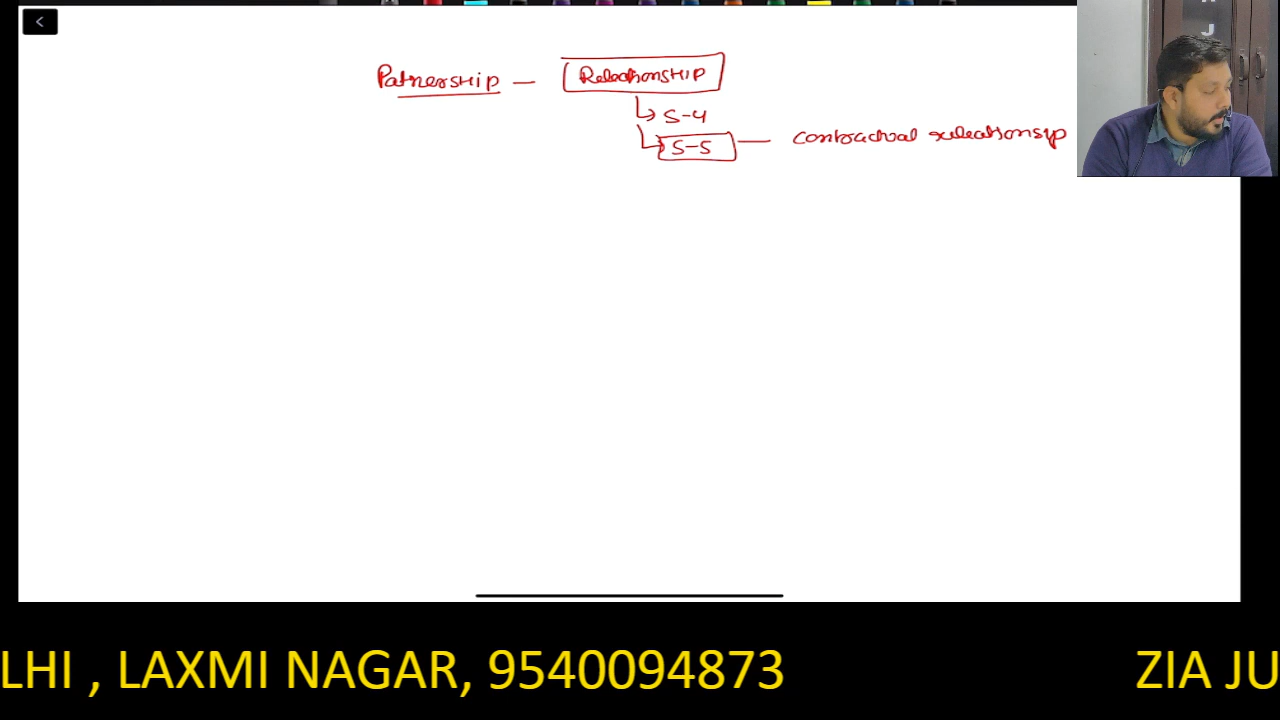 Patnership — Relationship
↳ S-4
↳ S-5 — contractual relationsip
LHI , LAXMI NAGAR, 9540094873 ZIA JU